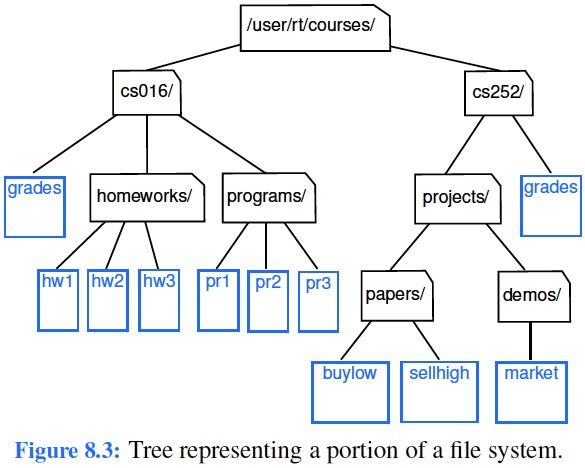 /user/rt/courses/
cs016/ cs252/
grades homeworks/ programs/ projects/ grades
hw1 hw2 hw3 pr1 pr2 pr3 papers/ demos/
buylow sellhigh market
Figure 8.3: Tree representing a portion of a file system.